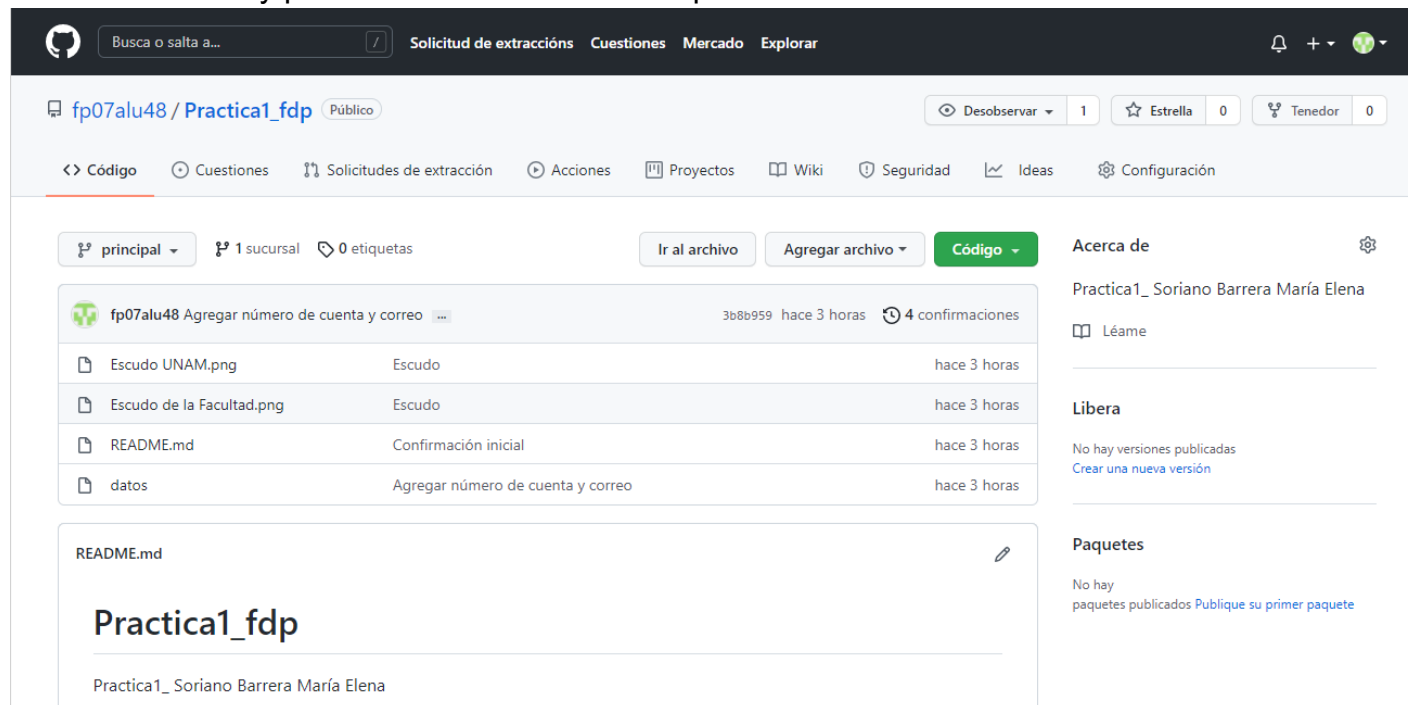 Busca o salta a... / Solicitud de extraccións Cuestiones Mercado Explorar
fp07alu48 / Practica1_fdp Público Desobservar 1 Estrella 0 Tenedor 0
<> Código Cuestiones Solicitudes de extracción Acciones Proyectos Wiki Seguridad Ideas Configuración
principal 1 sucursal 0 etiquetas Ir al archivo Agregar archivo Código
fp07alu48 Agregar número de cuenta y correo ... 3b8b959 hace 3 horas 4 confirmaciones
Escudo UNAM.png Escudo hace 3 horas
Escudo de la Facultad.png Escudo hace 3 horas
README.md Confirmación inicial hace 3 horas
datos Agregar número de cuenta y correo hace 3 horas
README.md
Practica1_fdp
Practica1_ Soriano Barrera María Elena
Acerca de
Practica1_ Soriano Barrera María Elena
Léame
Libera
No hay versiones publicadas
Crear una nueva versión
Paquetes
No hay
paquetes publicados Publique su primer paquete